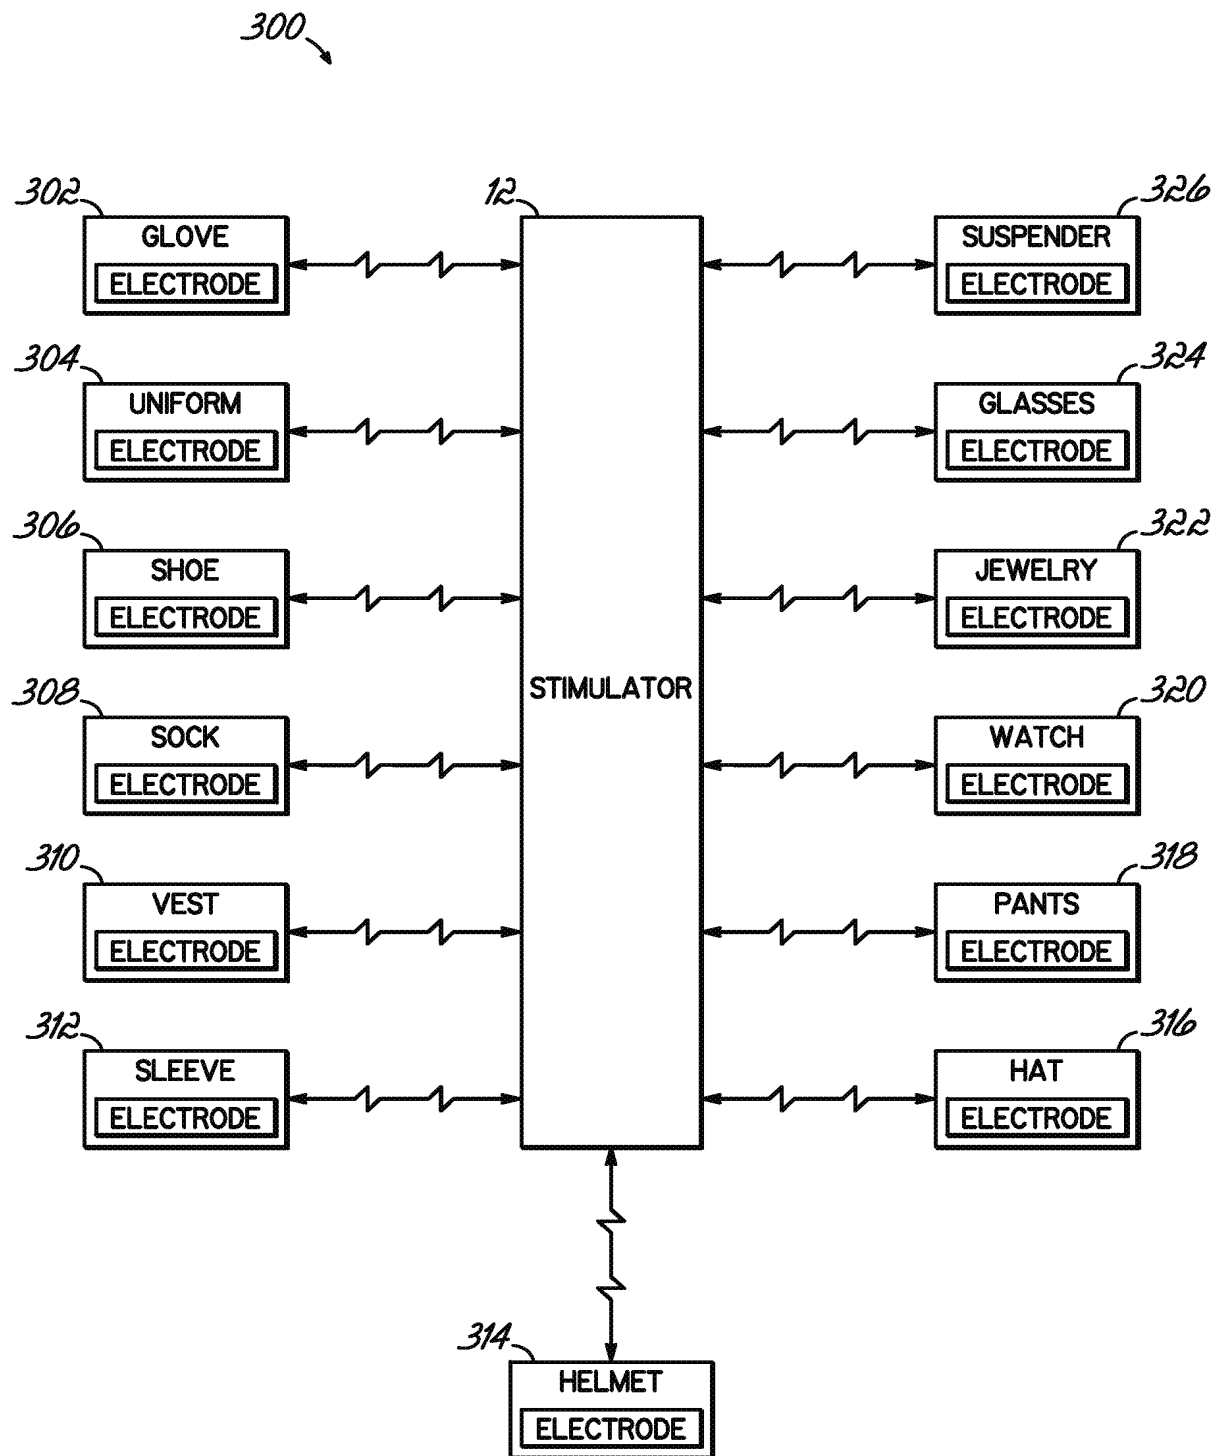 300
302
GLOVE
ELECTRODE
304
UNIFORM
ELECTRODE
306
SHOE
ELECTRODE
308
SOCK
ELECTRODE
310
VEST
ELECTRODE
312
SLEEVE
ELECTRODE
12
STIMULATOR
314
HELMET
ELECTRODE
326
SUSPENDER
ELECTRODE
324
GLASSES
ELECTRODE
322
JEWELRY
ELECTRODE
320
WATCH
ELECTRODE
318
PANTS
ELECTRODE
316
HAT
ELECTRODE